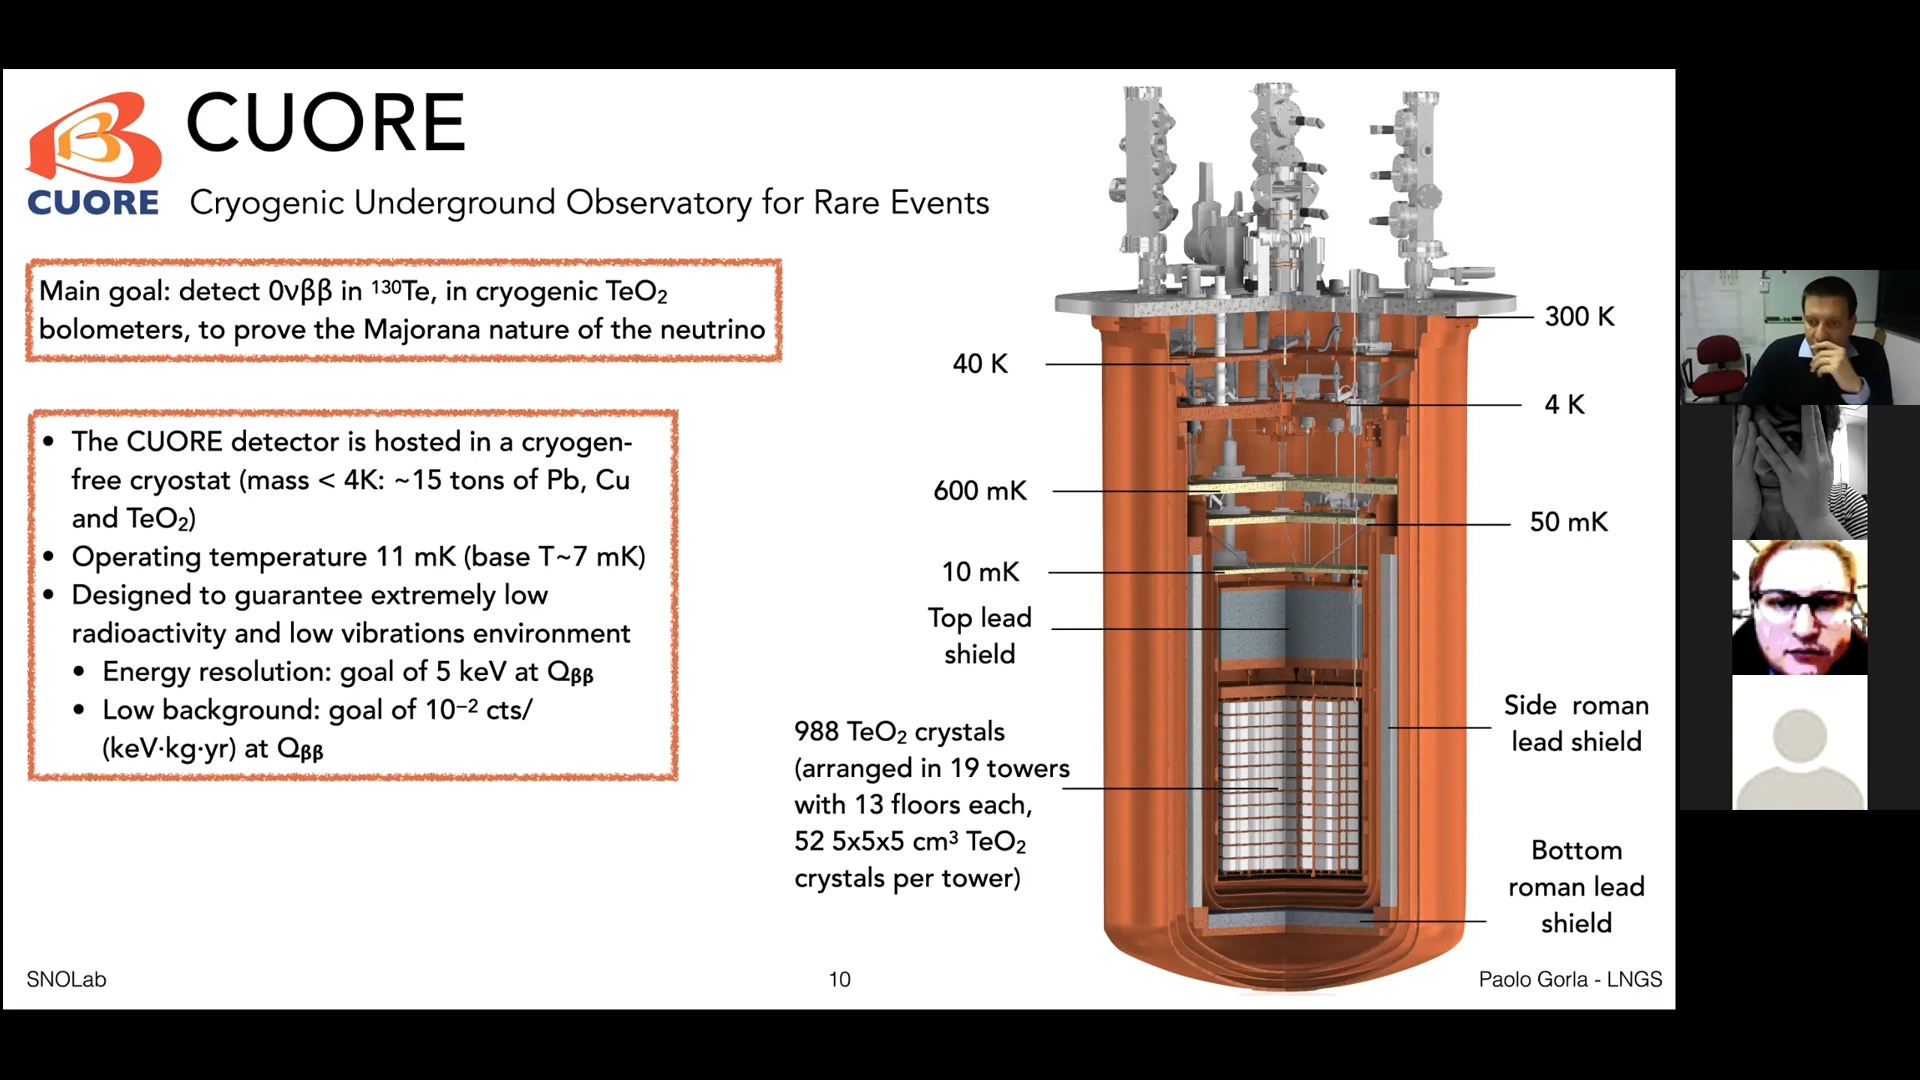 CUORE
CUORE
Cryogenic Underground Observatory for Rare Events
Main goal: detect 0νββ in ¹³⁰Te, in cryogenic TeO₂
bolometers, to prove the Majorana nature of the neutrino
• The CUORE detector is hosted in a cryogen-
free cryostat (mass < 4K: ~15 tons of Pb, Cu
and TeO₂)
• Operating temperature 11 mK (base T~7 mK)
• Designed to guarantee extremely low
radioactivity and low vibrations environment
• Energy resolution: goal of 5 keV at Qββ
• Low background: goal of 10⁻² cts/
(keV·kg·yr) at Qββ
300 K
40 K
4 K
600 mK
50 mK
10 mK
Top lead
shield
988 TeO₂ crystals
(arranged in 19 towers
with 13 floors each,
52 5x5x5 cm³ TeO₂
crystals per tower)
Side roman
lead shield
Bottom
roman lead
shield
SNOLab
10
Paolo Gorla - LNGS